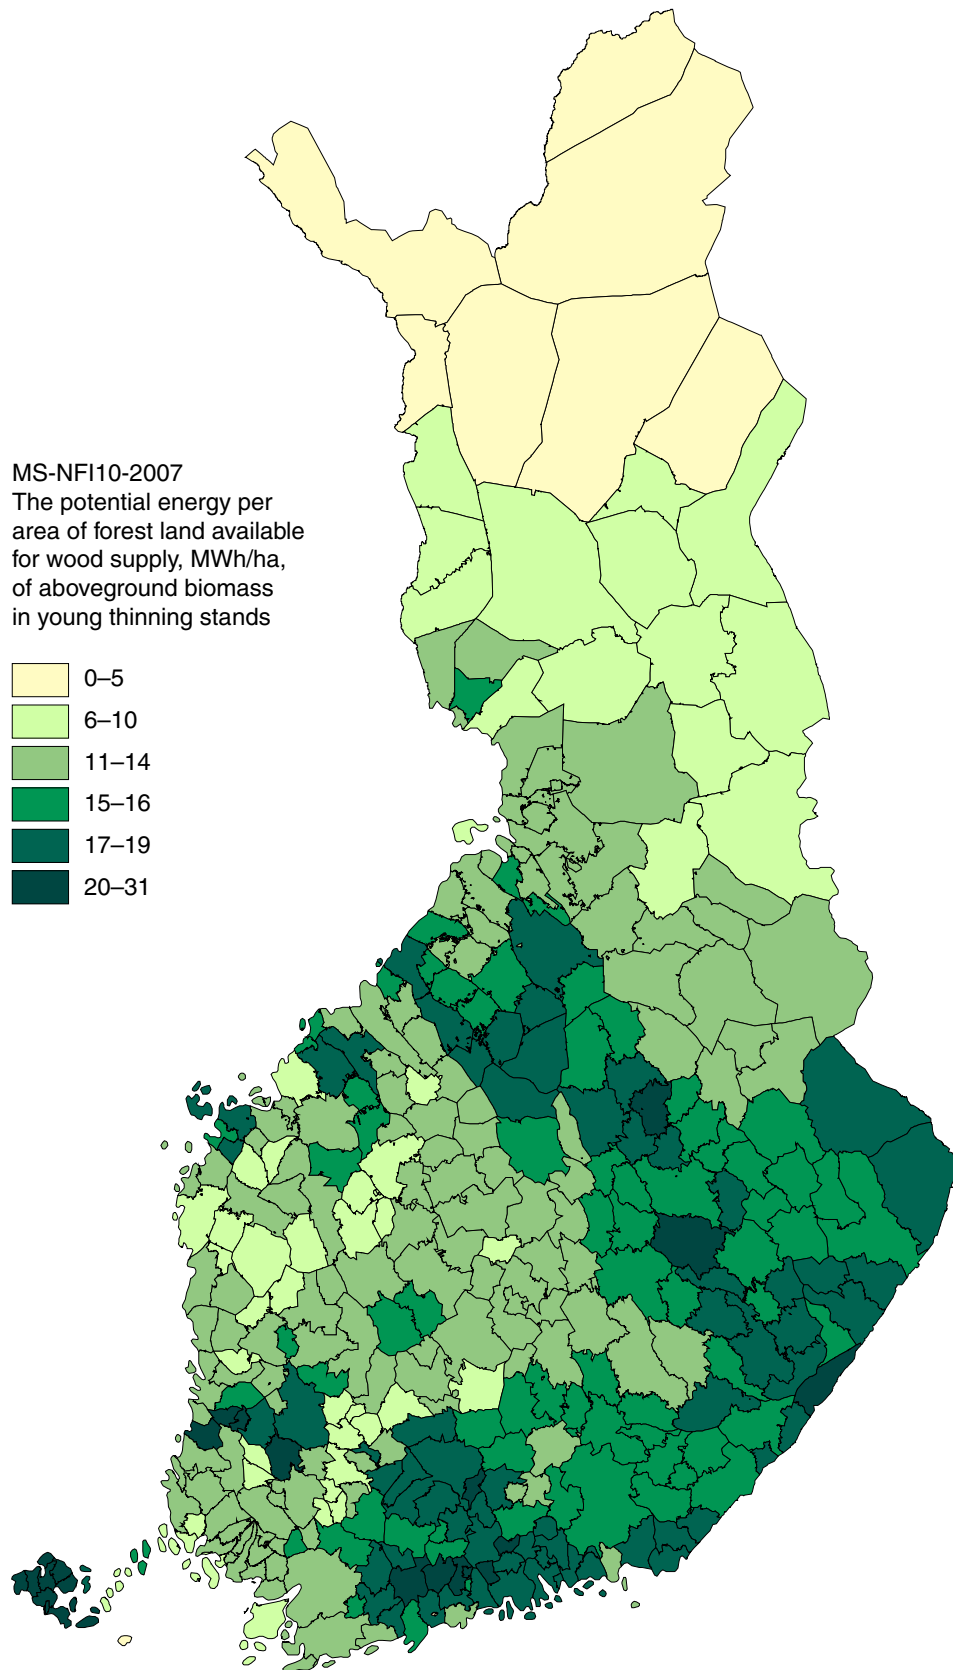 MS-NFI10-2007
The potential energy per
area of forest land available
for wood supply, MWh/ha,
of aboveground biomass
in young thinning stands
0–5
6–10
11–14
15–16
17–19
20–31